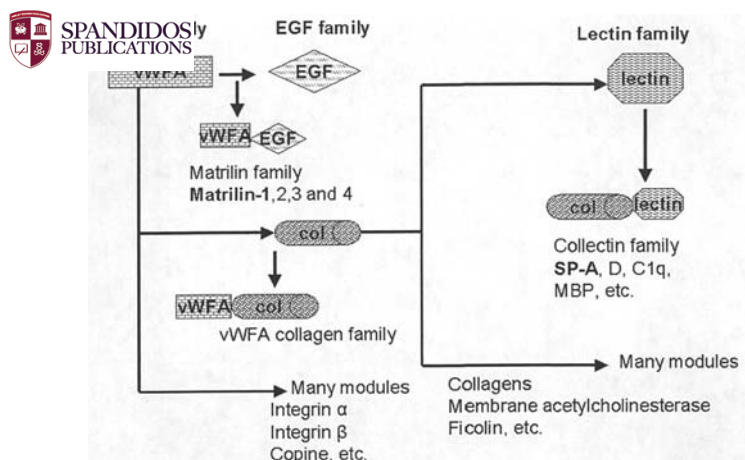 SPANDIDOS
PUBLICATIONS
EGF family
Lectin family
vWFA
EGF
lectin
vWFA EGF
Matrilin family
Matrilin-1,2,3 and 4
col
col lectin
Collectin family
SP-A, D, C1q,
MBP, etc.
vWFA col
vWFA collagen family
Many modules
Integrin α
Integrin β
Copine, etc.
Many modules
Collagens
Membrane acetylcholinesterase
Ficolin, etc.